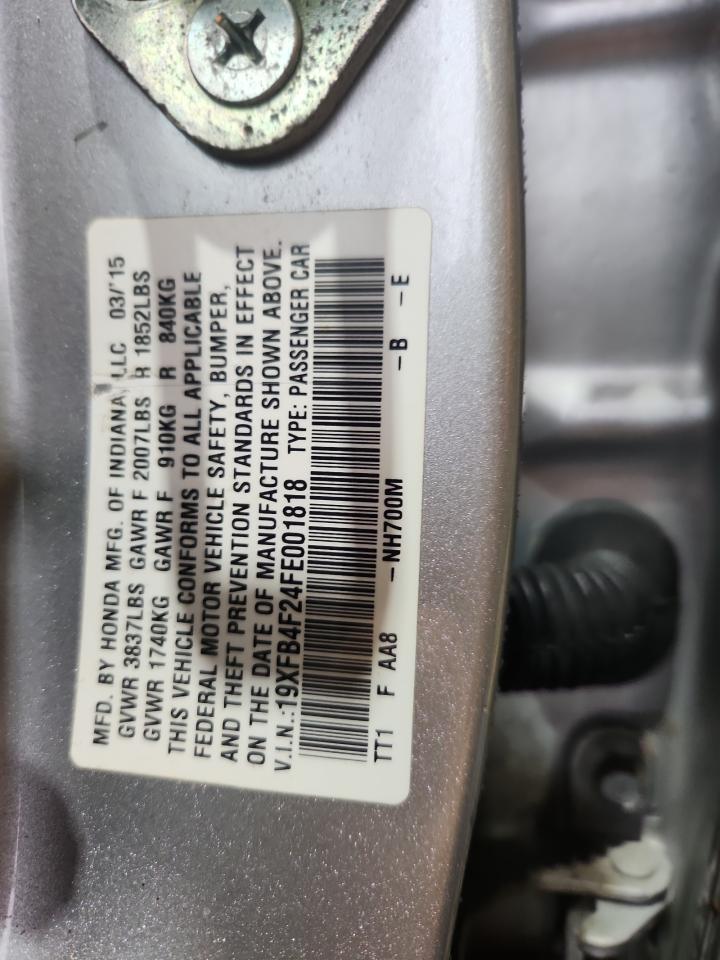 MFD. BY HONDA MFG. OF INDIANA, LLC 03/'15
GVWR 3837LBS GAWR F 2007LBS R 1852LBS
GVWR 1740KG GAWR F 910KG R 840KG
THIS VEHICLE CONFORMS TO ALL APPLICABLE
FEDERAL MOTOR VEHICLE SAFETY, BUMPER,
AND THEFT PREVENTION STANDARDS IN EFFECT
ON THE DATE OF MANUFACTURE SHOWN ABOVE.
V.I.N.:19XFB4F24FE001818 TYPE: PASSENGER CAR
TT1 F AA8 -NH700M -B -E